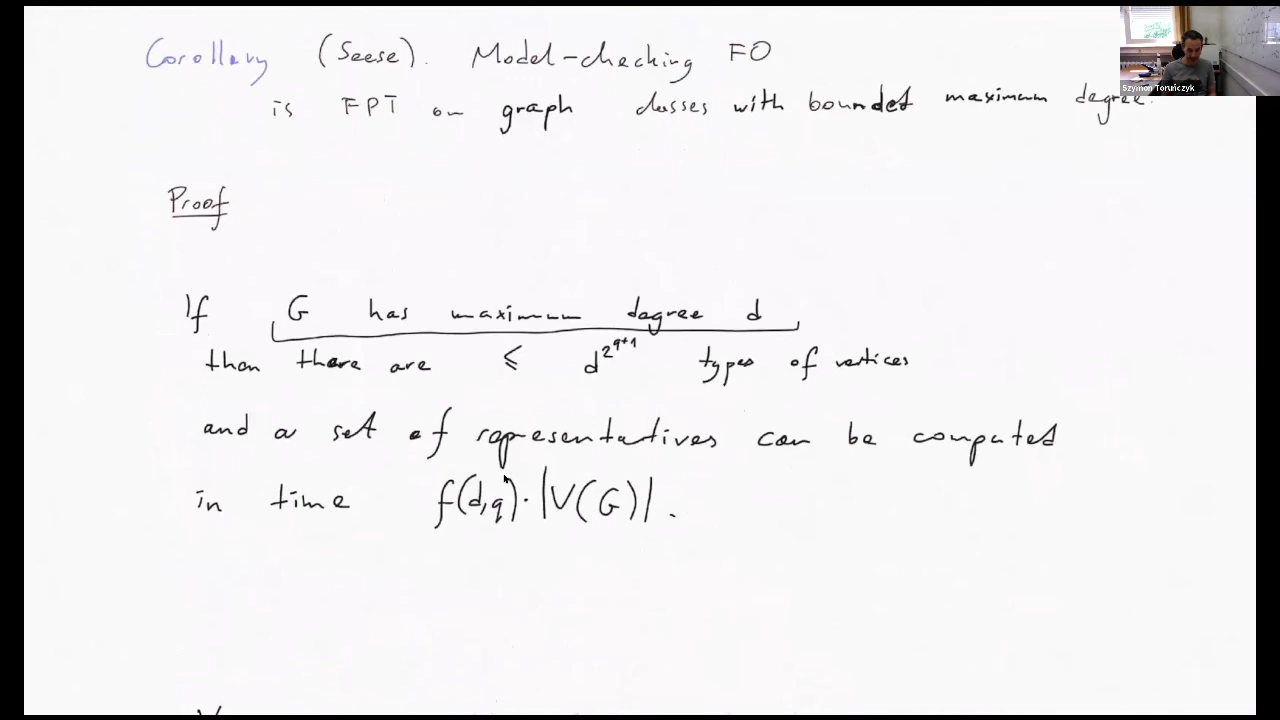 Corollary (Seese). Model-checking FO
is FPT on graph classes with bounded maximum degree.
Szymon Toruńczyk
Proof
If G has maximum degree d
then there are ≤ d^{2^{q+1}} types of vertices
and a set of representatives can be computed
in time f(d,q)·|V(G)|.